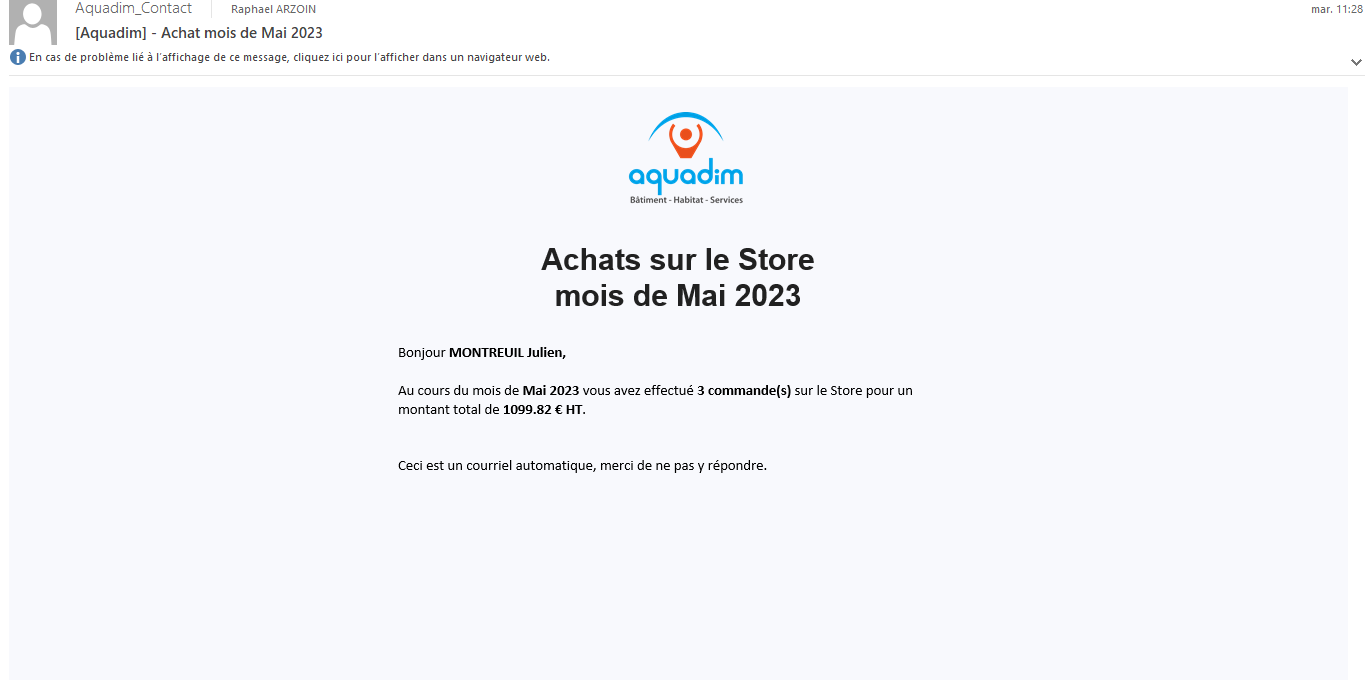 Aquadim_Contact
Raphael ARZOIN
mar. 11:28
[Aquadim] - Achat mois de Mai 2023
i En cas de problème lié à l'affichage de ce message, cliquez ici pour l'afficher dans un navigateur web.
aquadim
Bâtiment - Habitat - Services
Achats sur le Store
mois de Mai 2023
Bonjour MONTREUIL Julien,
Au cours du mois de Mai 2023 vous avez effectué 3 commande(s) sur le Store pour un
montant total de 1099.82 € HT.
Ceci est un courriel automatique, merci de ne pas y répondre.